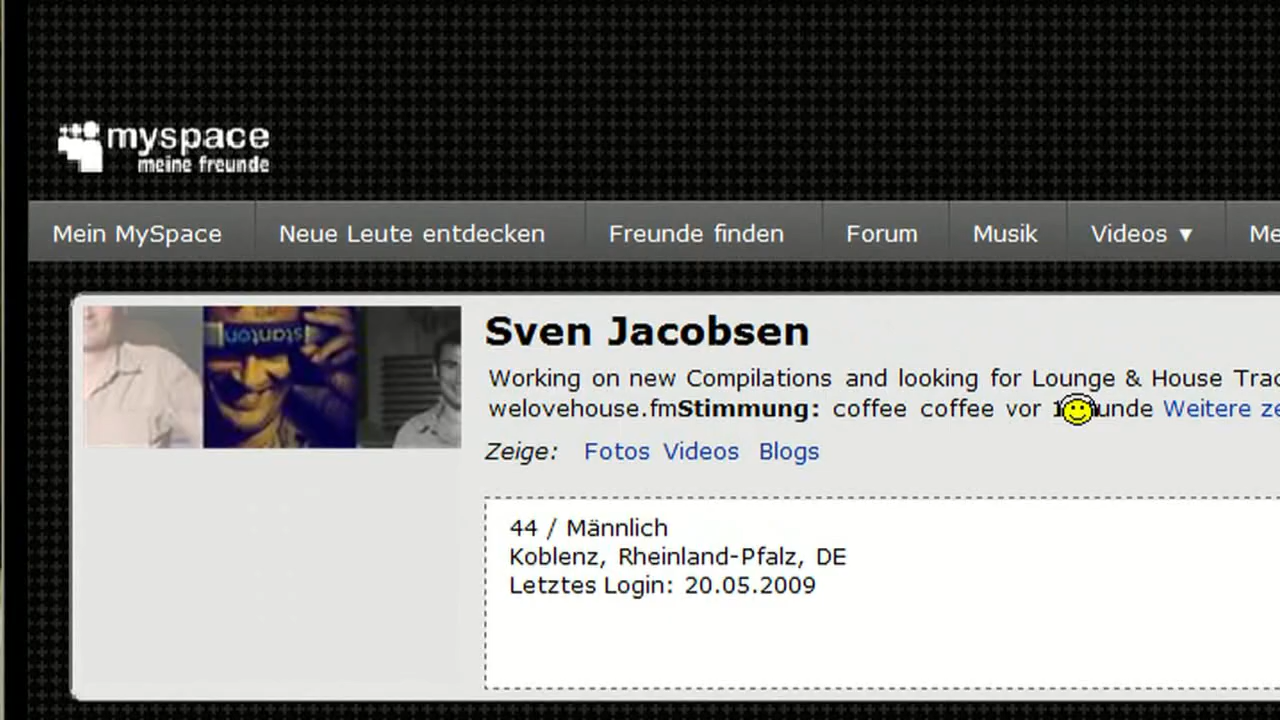 myspace
meine freunde
Mein MySpace Neue Leute entdecken Freunde finden Forum Musik Videos ▼
Sven Jacobsen
Working on new Compilations and looking for Lounge & House
welovehouse.fmStimmung: coffee coffee vor Weitere
Zeige: Fotos Videos Blogs
44 / Männlich
Koblenz, Rheinland-Pfalz, DE
Letztes Login: 20.05.2009